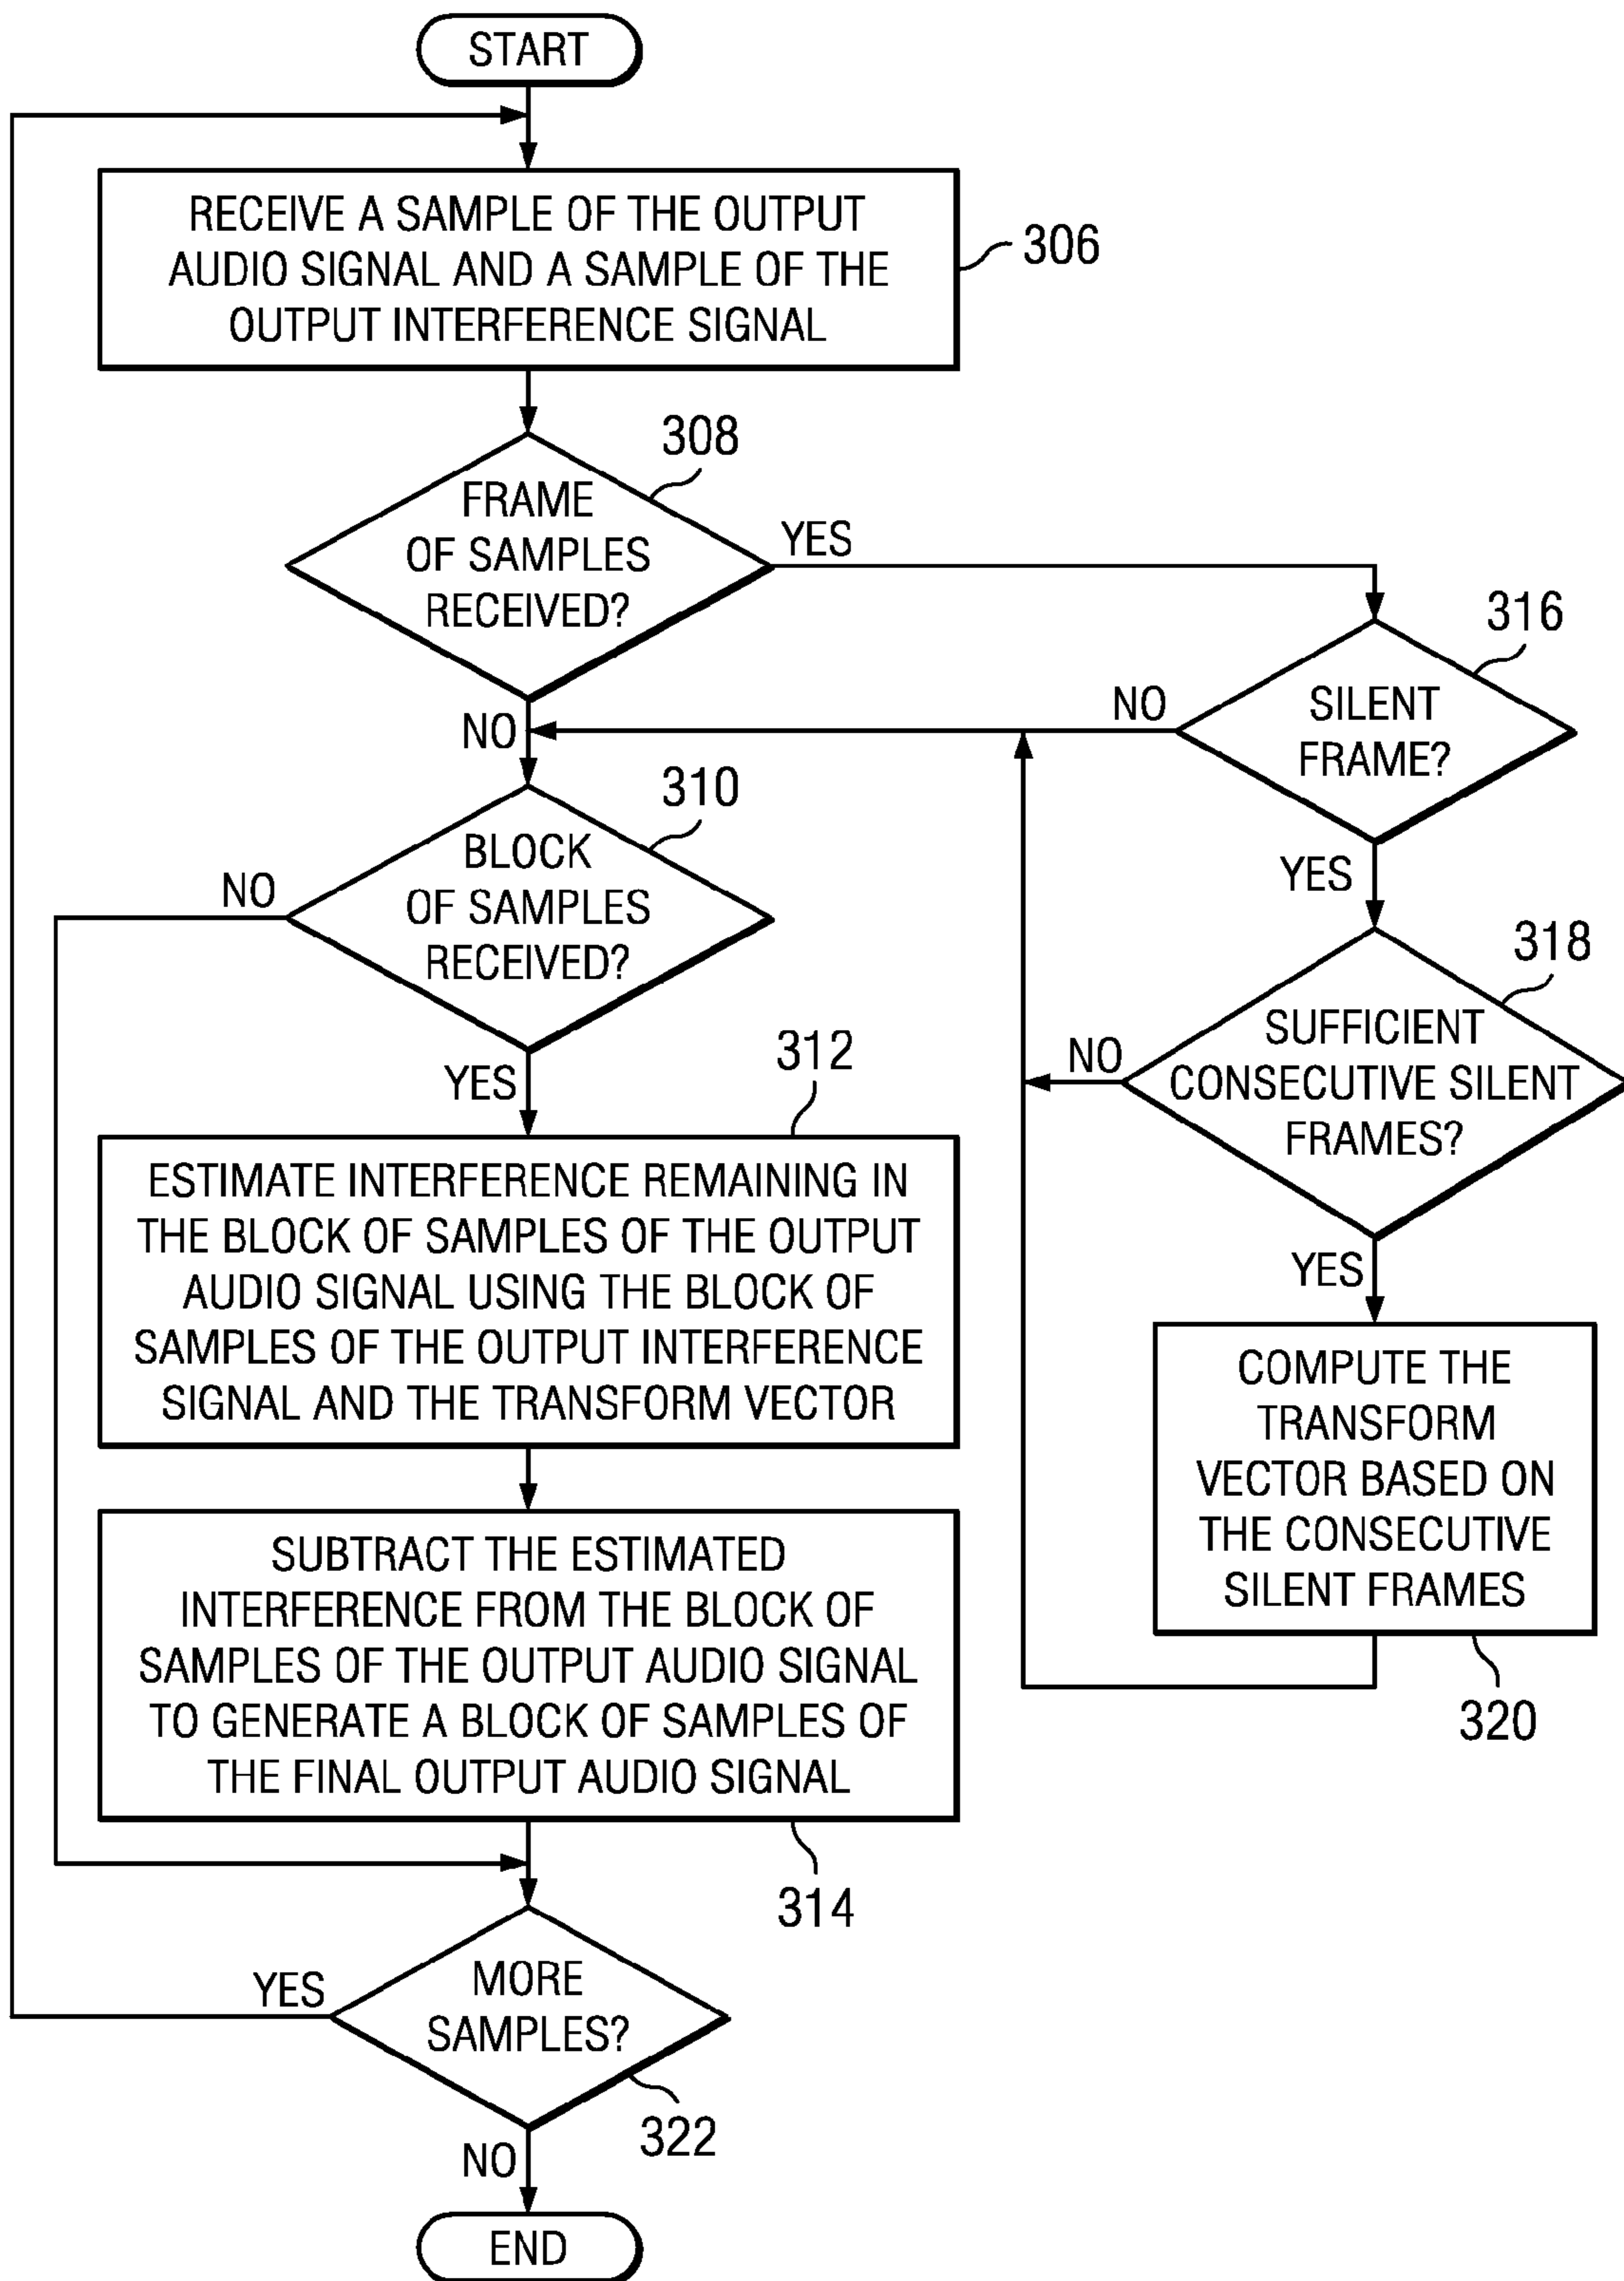 START
RECEIVE A SAMPLE OF THE OUTPUT
AUDIO SIGNAL AND A SAMPLE OF THE
OUTPUT INTERFERENCE SIGNAL
306
FRAME
OF SAMPLES
RECEIVED?
308
YES
NO
SILENT
FRAME?
316
NO
YES
BLOCK
OF SAMPLES
RECEIVED?
310
NO
YES
SUFFICIENT
CONSECUTIVE SILENT
FRAMES?
318
NO
YES
ESTIMATE INTERFERENCE REMAINING IN
THE BLOCK OF SAMPLES OF THE OUTPUT
AUDIO SIGNAL USING THE BLOCK OF
SAMPLES OF THE OUTPUT INTERFERENCE
SIGNAL AND THE TRANSFORM VECTOR
312
COMPUTE THE
TRANSFORM
VECTOR BASED ON
THE CONSECUTIVE
SILENT FRAMES
320
SUBTRACT THE ESTIMATED
INTERFERENCE FROM THE BLOCK OF
SAMPLES OF THE OUTPUT AUDIO SIGNAL
TO GENERATE A BLOCK OF SAMPLES OF
THE FINAL OUTPUT AUDIO SIGNAL
314
MORE
SAMPLES?
322
YES
NO
END